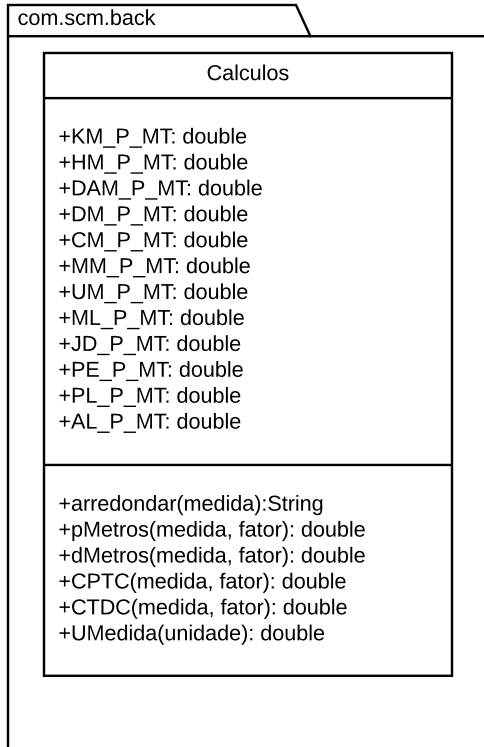 com.scm.back
Calculos
+KM_P_MT: double
+HM_P_MT: double
+DAM_P_MT: double
+DM_P_MT: double
+CM_P_MT: double
+MM_P_MT: double
+UM_P_MT: double
+ML_P_MT: double
+JD_P_MT: double
+PE_P_MT: double
+PL_P_MT: double
+AL_P_MT: double
+arredondar(medida):String
+pMetros(medida, fator): double
+dMetros(medida, fator): double
+CPTC(medida, fator): double
+CTDC(medida, fator): double
+UMedida(unidade): double